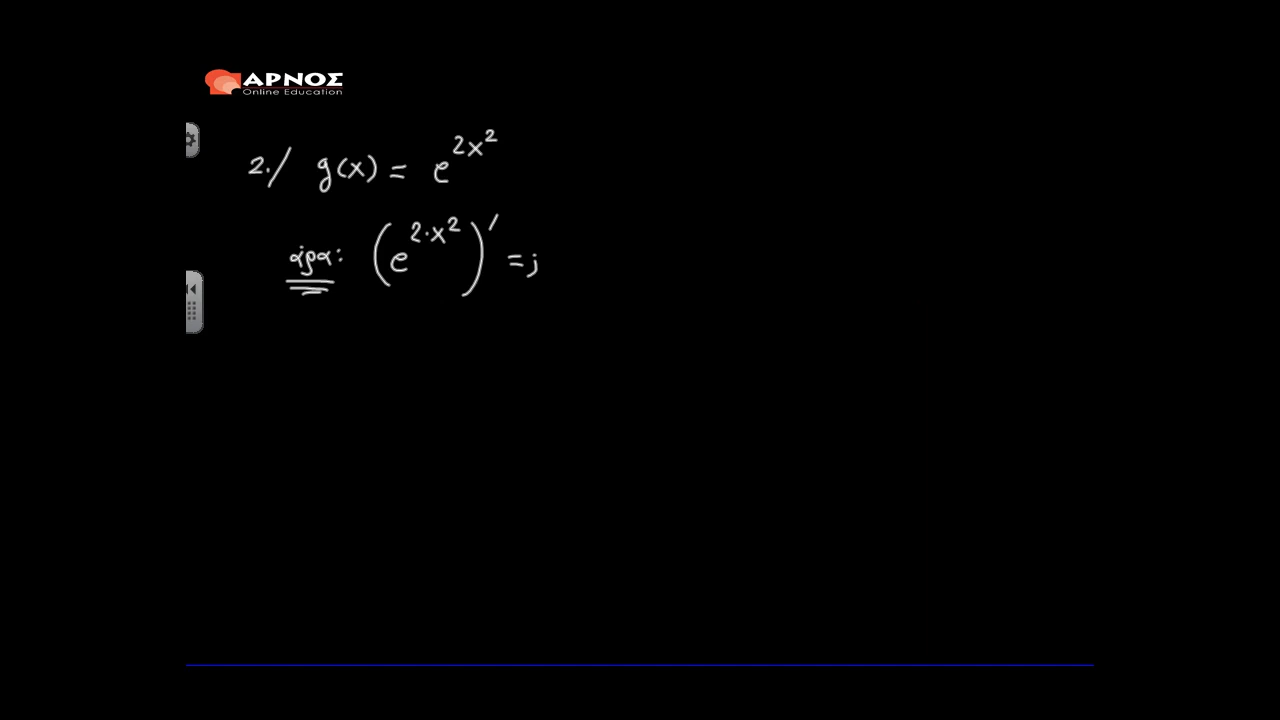 ΑΡΝΟΣ
Online Education
2./ g(x) = e^{2x^2}
άρα: (e^{2·x^2})' = ;